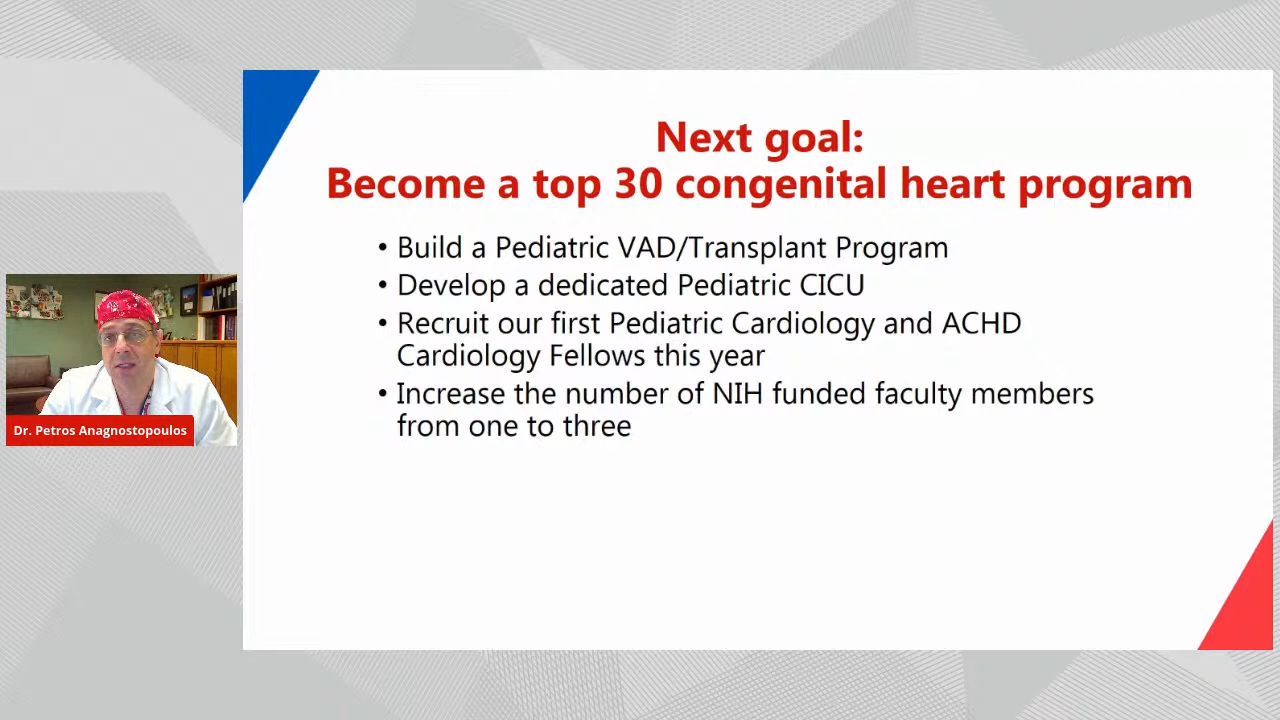 Next goal:
Become a top 30 congenital heart program
• Build a Pediatric VAD/Transplant Program
• Develop a dedicated Pediatric CICU
• Recruit our first Pediatric Cardiology and ACHD
Cardiology Fellows this year
• Increase the number of NIH funded faculty members
from one to three
Dr. Petros Anagnostopoulos